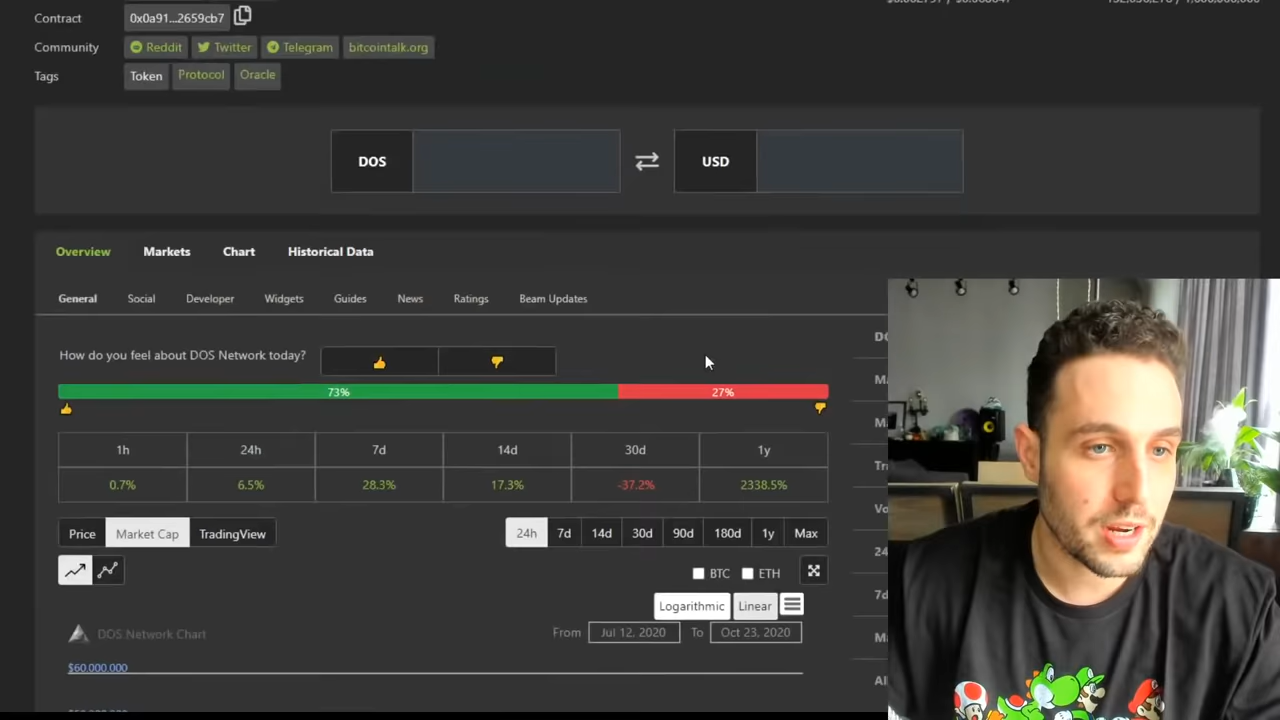 Contract 0x0a91...2659cb7
Community Reddit Twitter Telegram bitcointalk.org
Tags Token Protocol Oracle
DOS USD
Overview Markets Chart Historical Data
General Social Developer Widgets Guides News Ratings Beam Updates
How do you feel about DOS Network today?
73% 27%
1h 24h 7d 14d 30d 1y
0.7% 6.5% 28.3% 17.3% -37.2% 2338.5%
Price Market Cap TradingView 24h 7d 14d 30d 90d 180d 1y Max
BTC ETH
Logarithmic Linear
DOS Network Chart From Jul 12, 2020 To Oct 23, 2020
$60,000,000